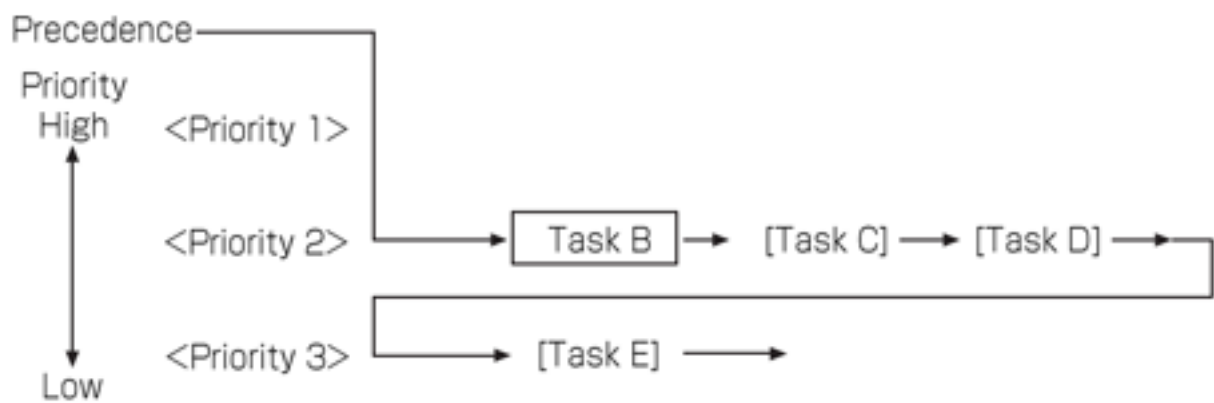 Precedence
Priority
High
<Priority 1>
<Priority 2>
Task B
[Task C]
[Task D]
<Priority 3>
[Task E]
Low